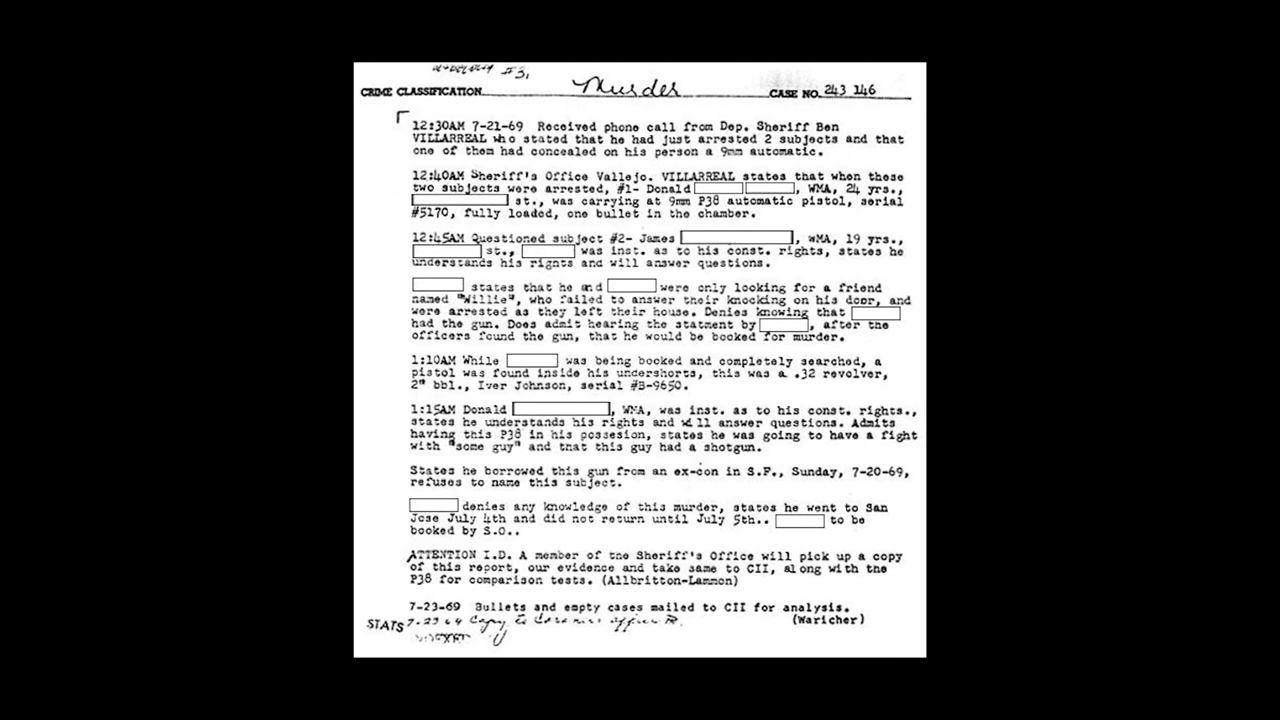 #3,
CRIME CLASSIFICATION Murder CASE NO. 243 146
12:30AM 7-21-69 Received phone call from Dep. Sheriff Ben
VILLARREAL who stated that he had just arrested 2 subjects and that
one of them had concealed on his person a 9mm automatic.
12:40AM Sheriff's Office Vallejo. VILLARREAL states that when these
two subjects were arrested, #1- Donald , WMA, 24 yrs.,
st., was carrying at 9mm P38 automatic pistol, serial
#5170, fully loaded, one bullet in the chamber.
12:45AM Questioned subject #2- James , WMA, 19 yrs.,
st., was inst. as to his const. rights, states he
understands his rignts and will answer questions.
states that he and were only looking for a friend
named "Willie", who failed to answer their knocking on his door, and
were arrested as they left their house. Denies knowing that
had the gun. Does admit hearing the statment by , after the
officers found the gun, that he would be booked for murder.
1:10AM While was being booked and completely searched, a
pistol was found inside his undershorts, this was a .32 revolver,
2" bbl., Iver Johnson, serial #B-9650.
1:15AM Donald , WMA, was inst. as to his const. rights.,
states he understands his rights and will answer questions. Admits
having this P38 in his possesion, states he was going to have a fight
with "some guy" and tnat this guy had a shotgun.
States he borrowed this gun from an ex-con in S.F., Sunday, 7-20-69,
refuses to name this subject.
denies any knowledge of this murder, states he went to San
Jose July 4th and did not return until July 5th.. to be
booked by S.O..
ATTENTION I.D. A member of the Sheriff's Office will pick up a copy
of this report, our evidence and take same to CII, along with the
P38 for comparison tests. (Allbritton-Lammon)
7-23-69 Bullets and empty cases mailed to CII for analysis.
(Waricher)
STATS 7-23 69 Copy to